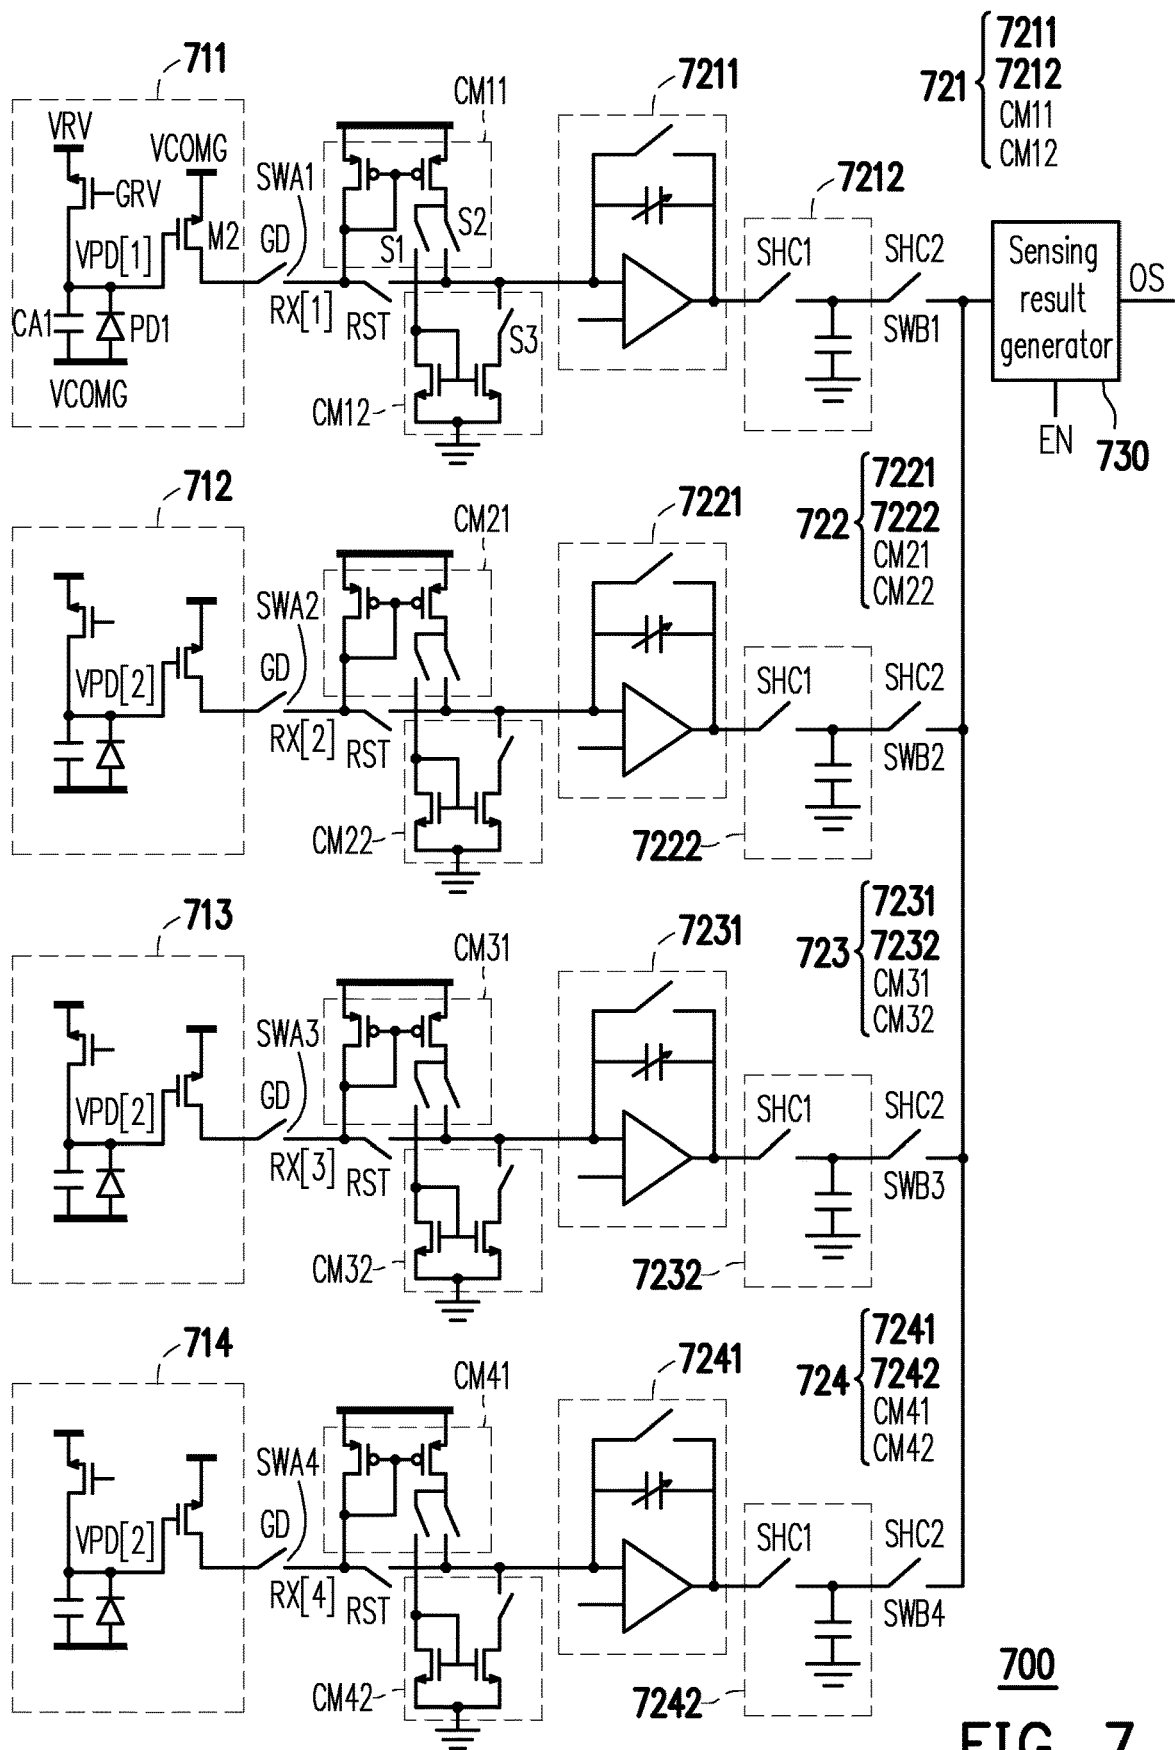 711
VRV
VCOMG
GRV
M2
VPD[1]
CA1
PD1
VCOMG
SWA1
GD
RX[1]
RST
CM11
S1
S2
S3
CM12
7211
7212
SHC1
SHC2
SWB1
721
7211
7212
CM11
CM12
Sensing
result
generator
OS
EN
730
712
VPD[2]
SWA2
GD
RX[2]
RST
CM21
CM22
7221
7222
SHC1
SHC2
SWB2
722
7221
7222
CM21
CM22
713
VPD[2]
SWA3
GD
RX[3]
RST
CM31
CM32
7231
7232
SHC1
SHC2
SWB3
723
7231
7232
CM31
CM32
714
VPD[2]
SWA4
GD
RX[4]
RST
CM41
CM42
7241
7242
SHC1
SHC2
SWB4
724
7241
7242
CM41
CM42
700
FIG. 7